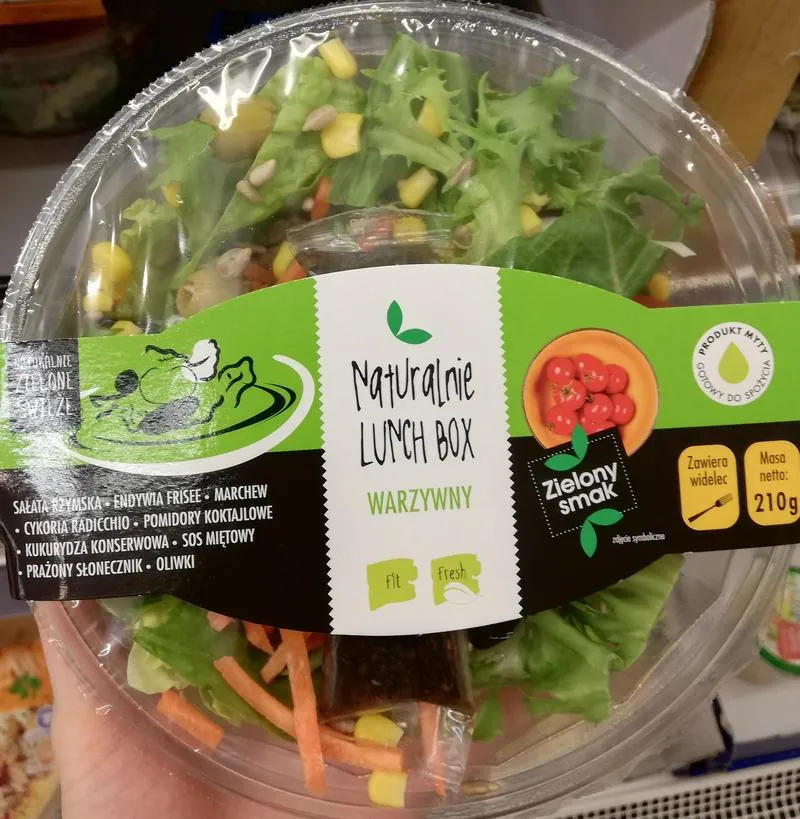 NATURALNIE
ZIELONE
ŚWIEŻE
Naturalnie
LUNCH BOX
WARZYWNY
Fit
Fresh
SAŁATA RZYMSKA • ENDYWIA FRISEE • MARCHEW
• CYKORIA RADICCHIO • POMIDORY KOKTAJLOWE
• KUKURYDZA KONSERWOWA • SOS MIĘTOWY
• PRAŻONY SŁONECZNIK • OLIWKI
Zielony
smak
zdjęcie symboliczne
PRODUKT MYTY
GOTOWY DO SPOŻYCIA
Zawiera
widelec
Masa
netto:
210g